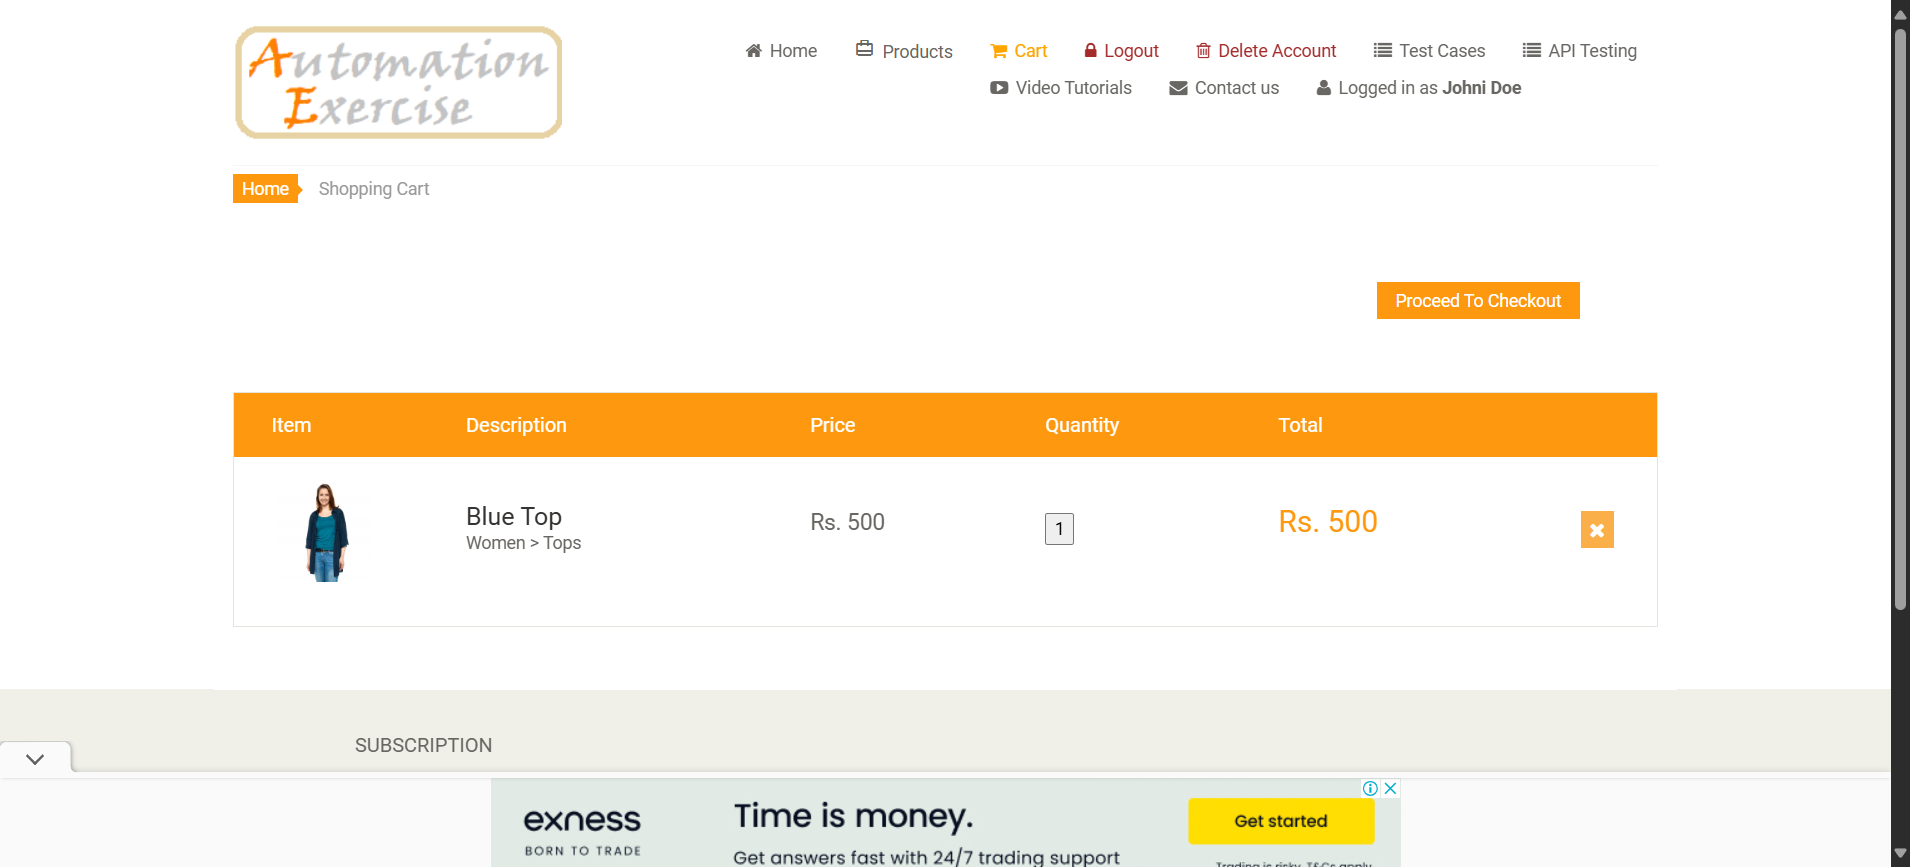 Automation
Exercise
Home
Products
Cart
Logout
Delete Account
Test Cases
API Testing
Video Tutorials
Contact us
Logged in as Johni Doe
Home
Shopping Cart
Proceed To Checkout
Item
Description
Price
Quantity
Total
Blue Top
Women > Tops
Rs. 500
1
Rs. 500
SUBSCRIPTION
exness
BORN TO TRADE
Time is money.
Get answers fast with 24/7 trading support
Get started
Trading is risky. T&Cs apply